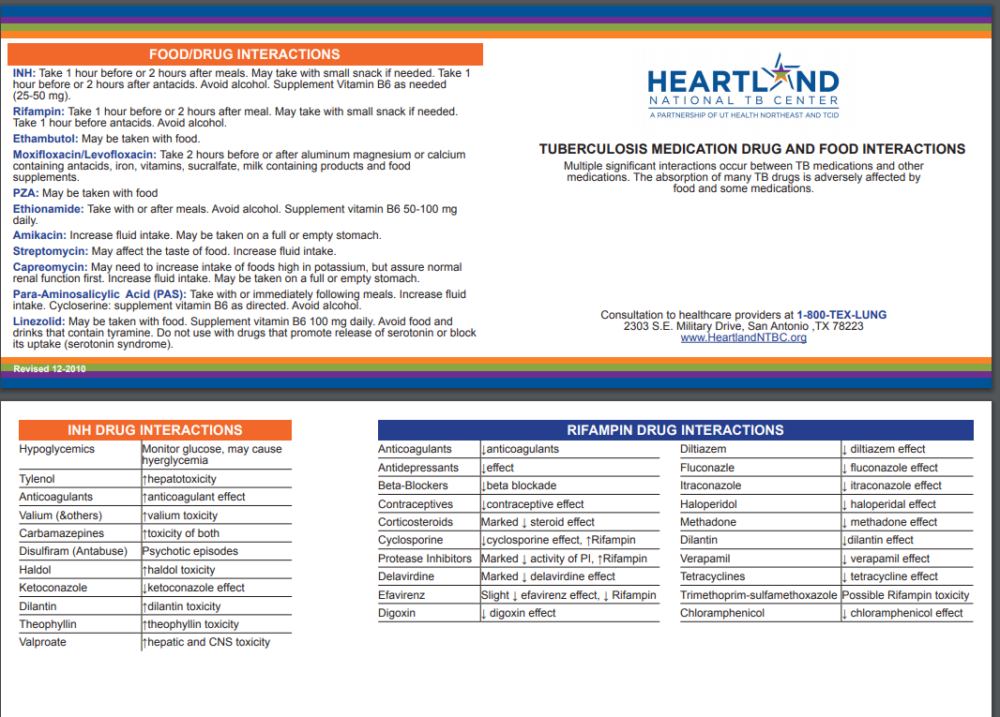 FOOD/DRUG INTERACTIONS
INH: Take 1 hour before or 2 hours after meals. May take with small snack if needed. Take 1
hour before or 2 hours after antacids. Avoid alcohol. Supplement Vitamin B6 as needed
(25-50 mg).
Rifampin: Take 1 hour before or 2 hours after meal. May take with small snack if needed.
Take 1 hour before antacids. Avoid alcohol.
Ethambutol: May be taken with food.
Moxifloxacin/Levofloxacin: Take 2 hours before or after aluminum magnesium or calcium
containing antacids, iron, vitamins, sucralfate, milk containing products and food
supplements.
PZA: May be taken with food
Ethionamide: Take with or after meals. Avoid alcohol. Supplement vitamin B6 50-100 mg
daily.
Amikacin: Increase fluid intake. May be taken on a full or empty stomach.
Streptomycin: May affect the taste of food. Increase fluid intake.
Capreomycin: May need to increase intake of foods high in potassium, but assure normal
renal function first. Increase fluid intake. May be taken on a full or empty stomach.
Para-Aminosalicylic Acid (PAS): Take with or immediately following meals. Increase fluid
intake. Cycloserine: supplement vitamin B6 as directed. Avoid alcohol.
Linezolid: May be taken with food. Supplement vitamin B6 100 mg daily. Avoid food and
drinks that contain tyramine. Do not use with drugs that promote release of serotonin or block
its uptake (serotonin syndrome).
Revised 12-2010
HEARTLAND
NATIONAL TB CENTER
A PARTNERSHIP OF UT HEALTH NORTHEAST AND TCID
TUBERCULOSIS MEDICATION DRUG AND FOOD INTERACTIONS
Multiple significant interactions occur between TB medications and other
medications. The absorption of many TB drugs is adversely affected by
food and some medications.
Consultation to healthcare providers at 1-800-TEX-LUNG
2303 S.E. Military Drive, San Antonio ,TX 78223
www.HeartlandNTBC.org
INH DRUG INTERACTIONS
Hypoglycemics Monitor glucose, may cause
hyerglycemia
Tylenol ↑hepatotoxicity
Anticoagulants ↑anticoagulant effect
Valium (&others) ↑valium toxicity
Carbamazepines ↑toxicity of both
Disulfiram (Antabuse) Psychotic episodes
Haldol ↑haldol toxicity
Ketoconazole ↓ketoconazole effect
Dilantin ↑dilantin toxicity
Theophyllin ↑theophyllin toxicity
Valproate ↑hepatic and CNS toxicity
RIFAMPIN DRUG INTERACTIONS
Anticoagulants ↓anticoagulants
Antidepressants ↓effect
Beta-Blockers ↓beta blockade
Contraceptives ↓contraceptive effect
Corticosteroids Marked ↓ steroid effect
Cyclosporine ↓cyclosporine effect, ↑Rifampin
Protease Inhibitors Marked ↓ activity of PI, ↑Rifampin
Delavirdine Marked ↓ delavirdine effect
Efavirenz Slight ↓ efavirenz effect, ↓ Rifampin
Digoxin ↓ digoxin effect
Diltiazem ↓ diltiazem effect
Fluconazle ↓ fluconazole effect
Itraconazole ↓ itraconazole effect
Haloperidol ↓ haloperidal effect
Methadone ↓ methadone effect
Dilantin ↓dilantin effect
Verapamil ↓ verapamil effect
Tetracyclines ↓ tetracycline effect
Trimethoprim-sulfamethoxazole Possible Rifampin toxicity
Chloramphenicol ↓ chloramphenicol effect